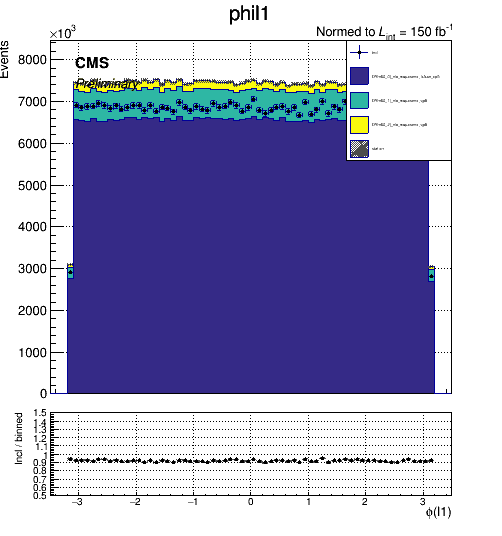 phil1
×10³
Normed to L_int = 150 fb⁻¹
Events
CMS
Preliminary
8000
7000
6000
5000
4000
3000
2000
1000
0
Incl / binned
1.5
1.4
1.3
1.2
1.1
1
0.9
0.8
0.7
0.6
0.5
−3 −2 −1 0 1 2 3
ϕ(l1)